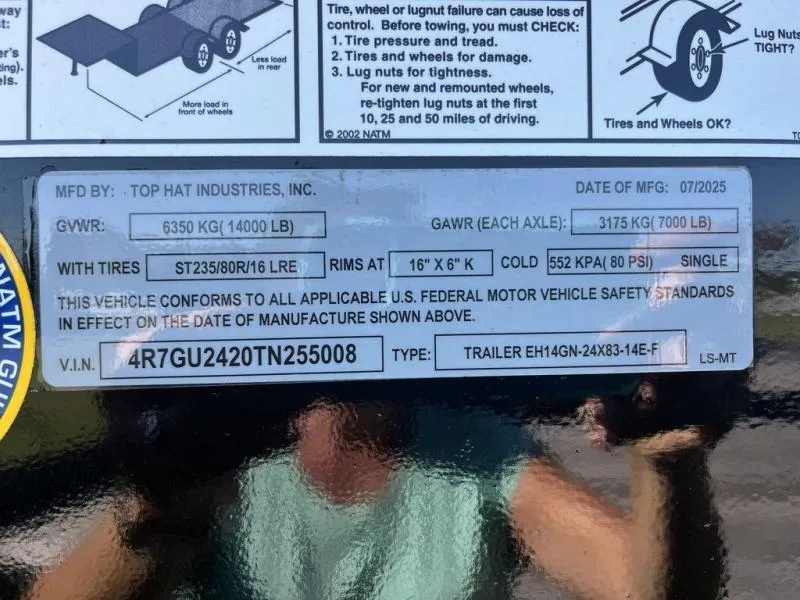 way
t:
er's
ting).
els.
Less load
in rear
More load in
front of wheels
Tire, wheel or lugnut failure can cause loss of
control. Before towing, you must CHECK:
1. Tire pressure and tread.
2. Tires and wheels for damage.
3. Lug nuts for tightness.
For new and remounted wheels,
re-tighten lug nuts at the first
10, 25 and 50 miles of driving.
© 2002 NATM
Lug Nuts
TIGHT?
Tires and Wheels OK?
MFD BY: TOP HAT INDUSTRIES, INC. DATE OF MFG: 07/2025
GVWR: 6350 KG( 14000 LB) GAWR (EACH AXLE): 3175 KG( 7000 LB)
WITH TIRES ST235/80R/16 LRE RIMS AT 16" X 6" K COLD 552 KPA( 80 PSI) SINGLE
THIS VEHICLE CONFORMS TO ALL APPLICABLE U.S. FEDERAL MOTOR VEHICLE SAFETY STANDARDS
IN EFFECT ON THE DATE OF MANUFACTURE SHOWN ABOVE.
V.I.N. 4R7GU2420TN255008 TYPE: TRAILER EH14GN-24X83-14E-F LS-MT
NATM